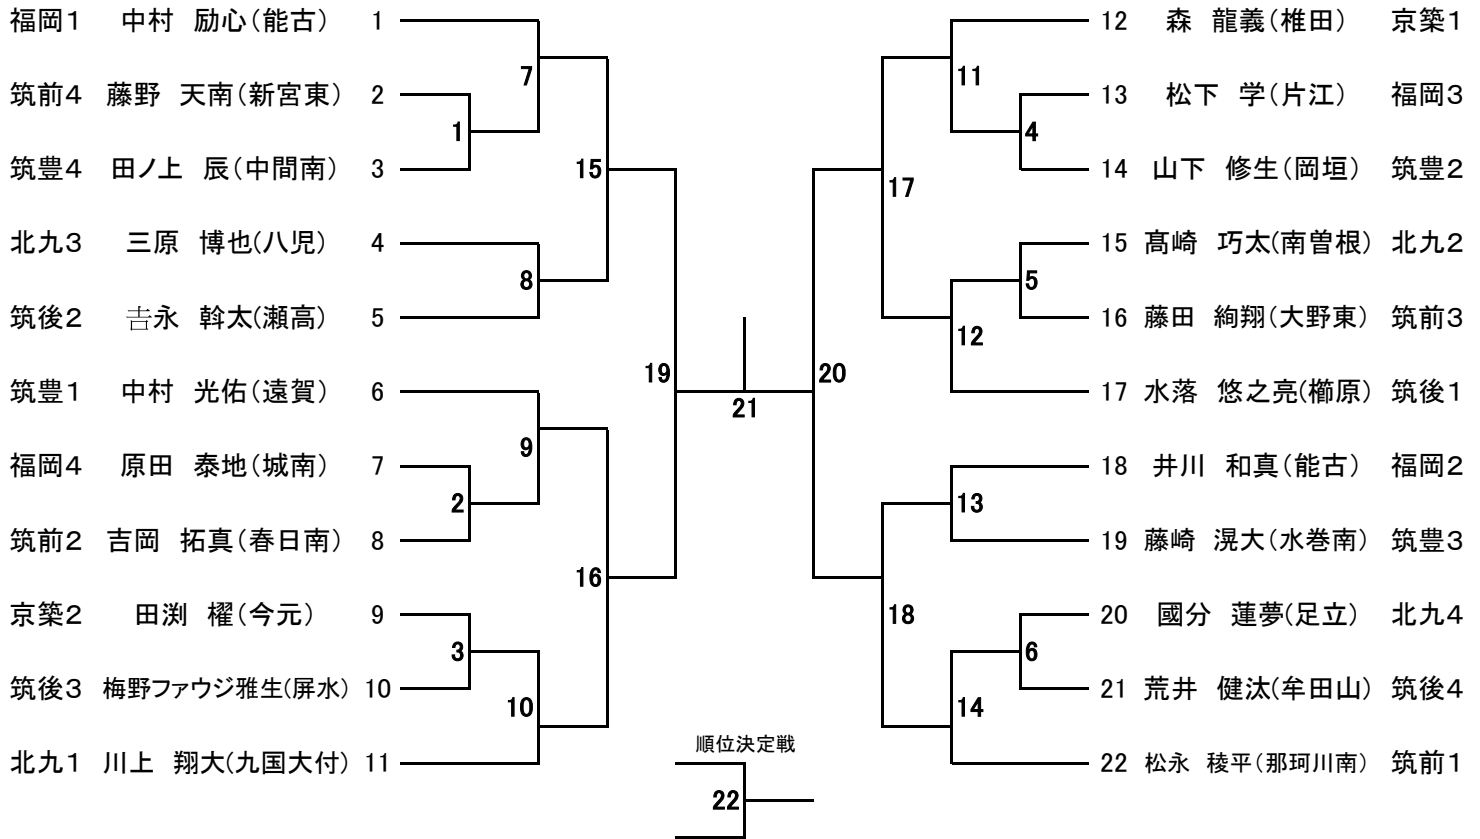 福岡1 中村 励心(能古) 1
筑前4 藤野 天南(新宮東) 2
筑豊4 田ノ上 辰(中間南) 3
北九3 三原 博也(八児) 4
筑後2 𠮷永 幹太(瀬高) 5
筑豊1 中村 光佑(遠賀) 6
福岡4 原田 泰地(城南) 7
筑前2 吉岡 拓真(春日南) 8
京築2 田渕 櫂(今元) 9
筑後3 梅野ファウジ雅生(屏水) 10
北九1 川上 翔大(九国大付) 11
7
1
15
8
19
9
2
16
3
10
21
20
11
4
17
5
12
13
18
6
14
12 森 龍義(椎田) 京築1
13 松下 学(片江) 福岡3
14 山下 修生(岡垣) 筑豊2
15 髙崎 巧太(南曽根) 北九2
16 藤田 絢翔(大野東) 筑前3
17 水落 悠之亮(櫛原) 筑後1
18 井川 和真(能古) 福岡2
19 藤崎 滉大(水巻南) 筑豊3
20 國分 蓮夢(足立) 北九4
21 荒井 健汰(牟田山) 筑後4
22 松永 稜平(那珂川南) 筑前1
順位決定戦
22